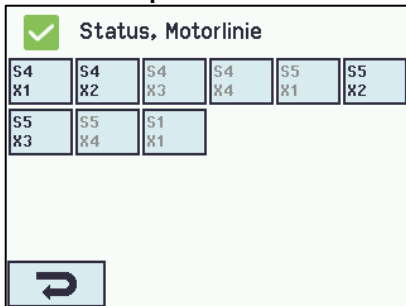 Status, Motorlinie
S4 S4 S4 S4 S5 S5
X1 X2 X3 X4 X1 X2
S5 S5 S1
X3 X4 X1